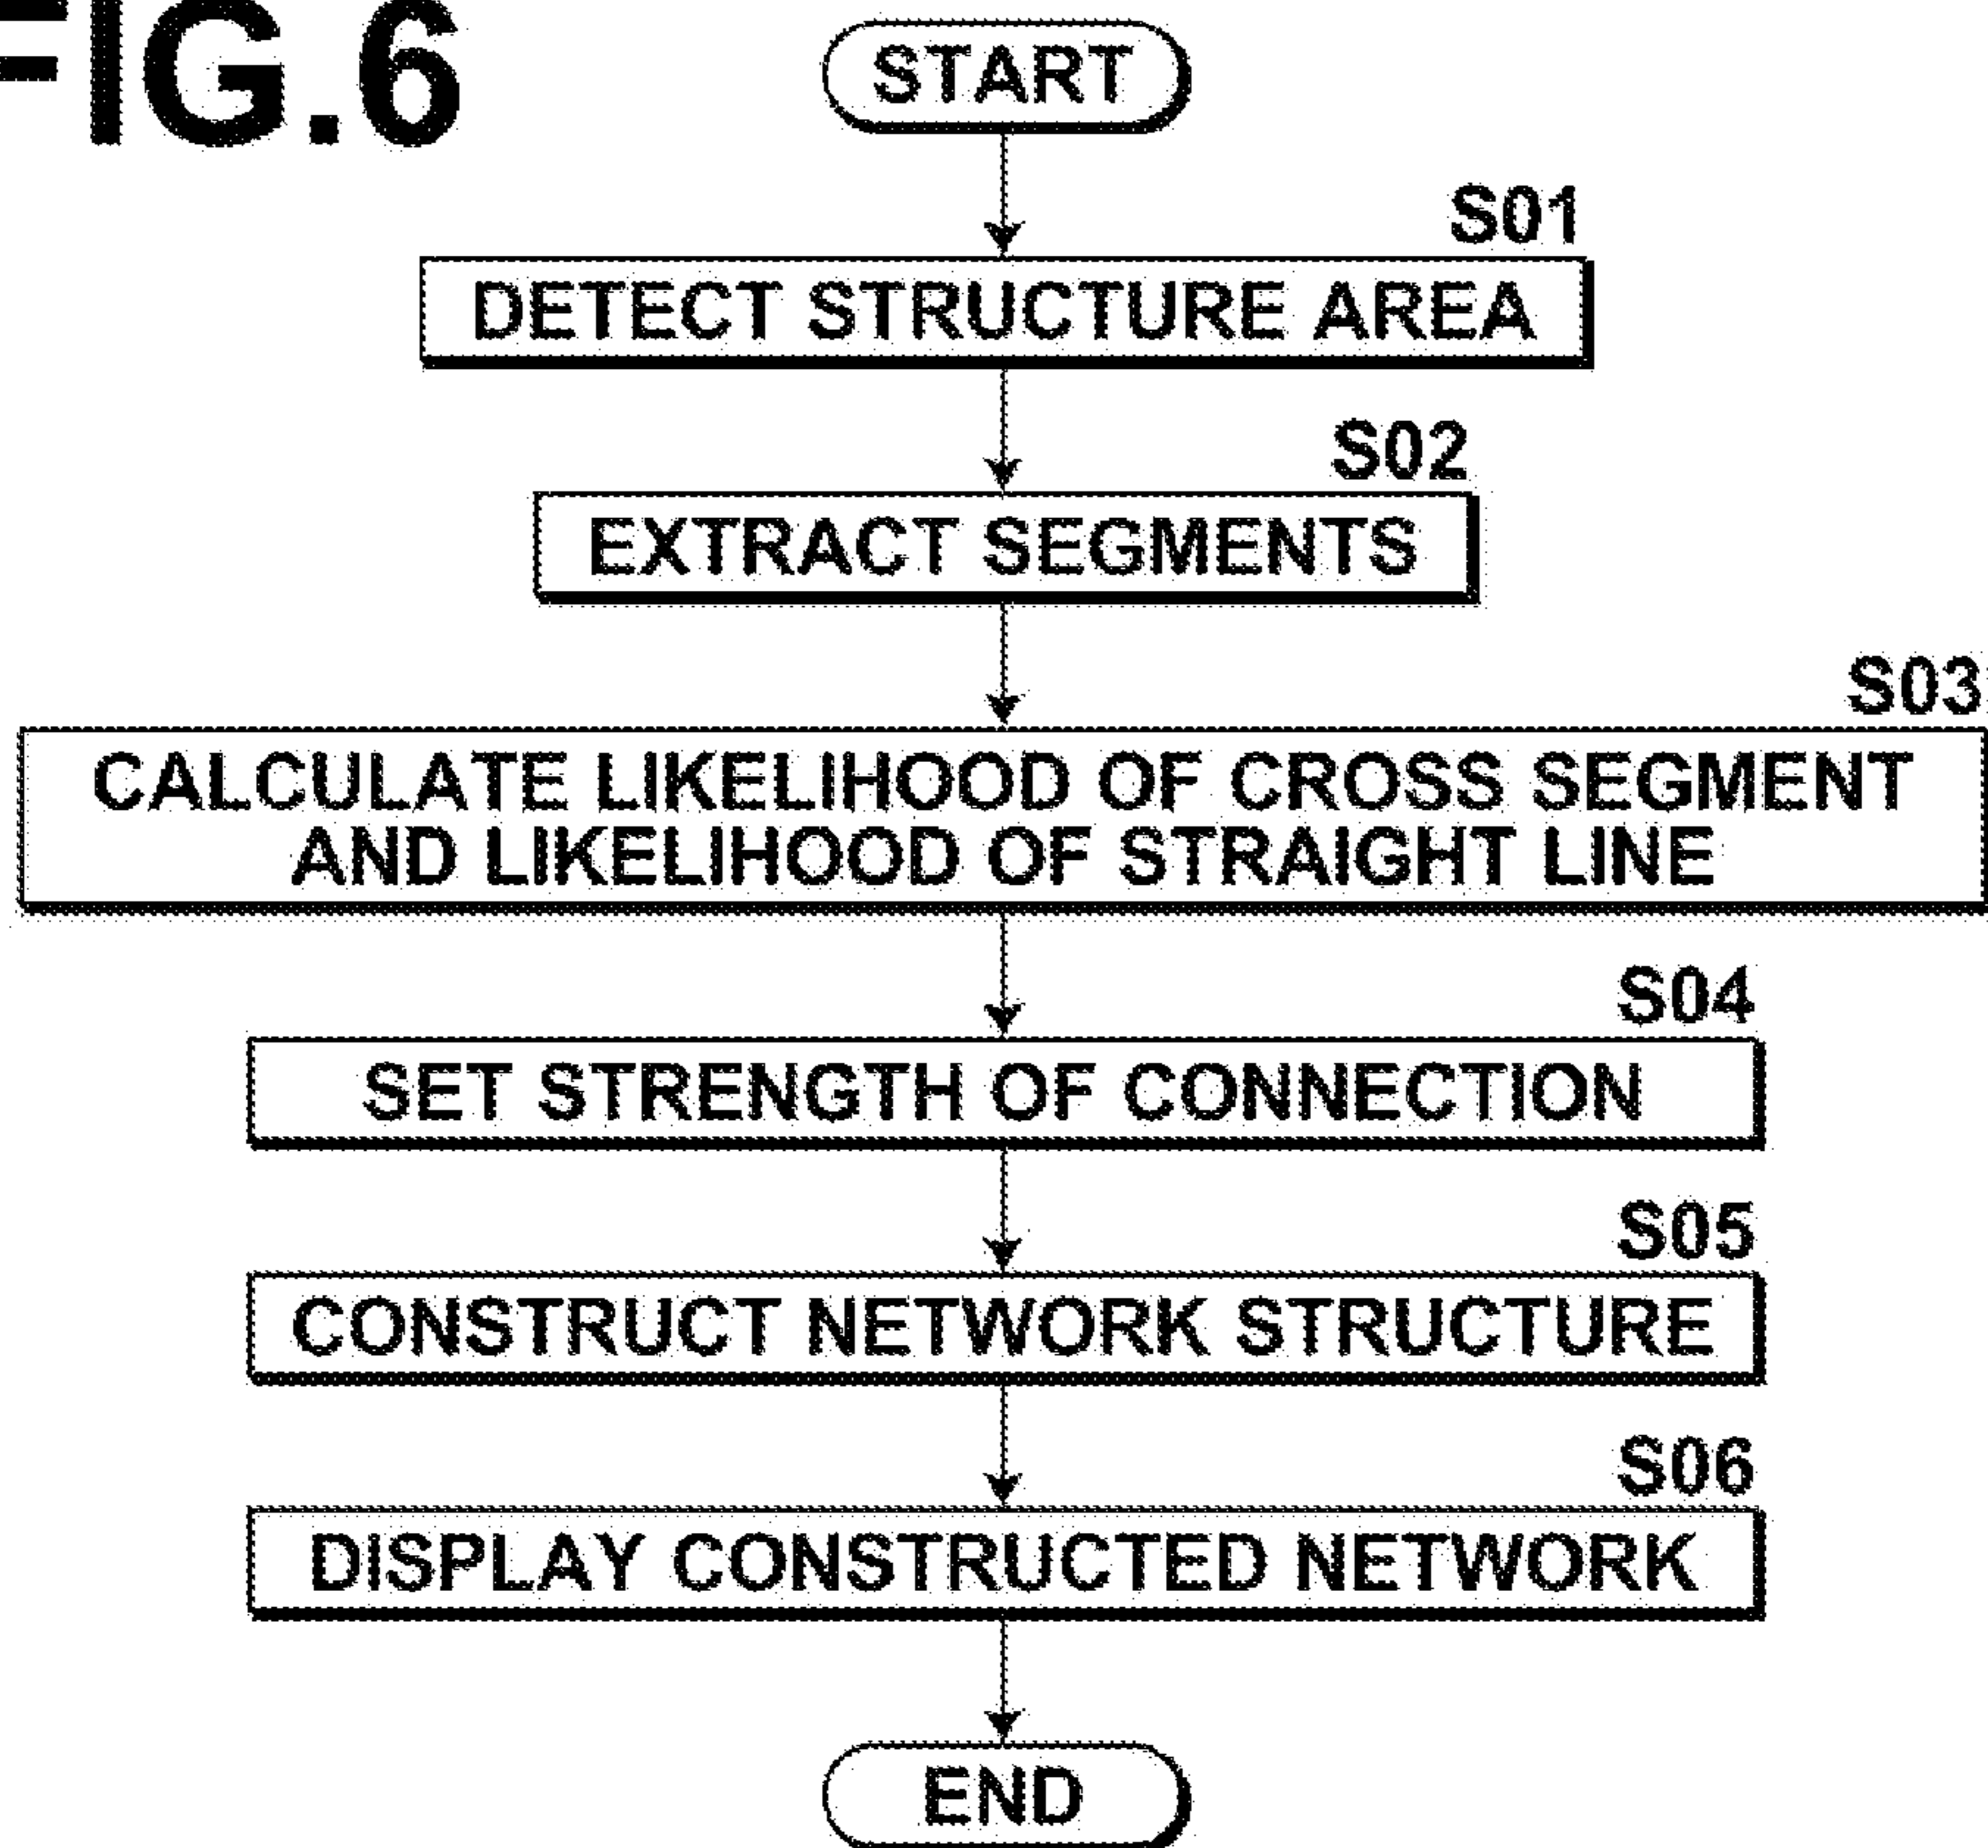 FIG.6
START
S01
DETECT STRUCTURE AREA
S02
EXTRACT SEGMENTS
S03
CALCULATE LIKELIHOOD OF CROSS SEGMENT
AND LIKELIHOOD OF STRAIGHT LINE
S04
SET STRENGTH OF CONNECTION
S05
CONSTRUCT NETWORK STRUCTURE
S06
DISPLAY CONSTRUCTED NETWORK
END